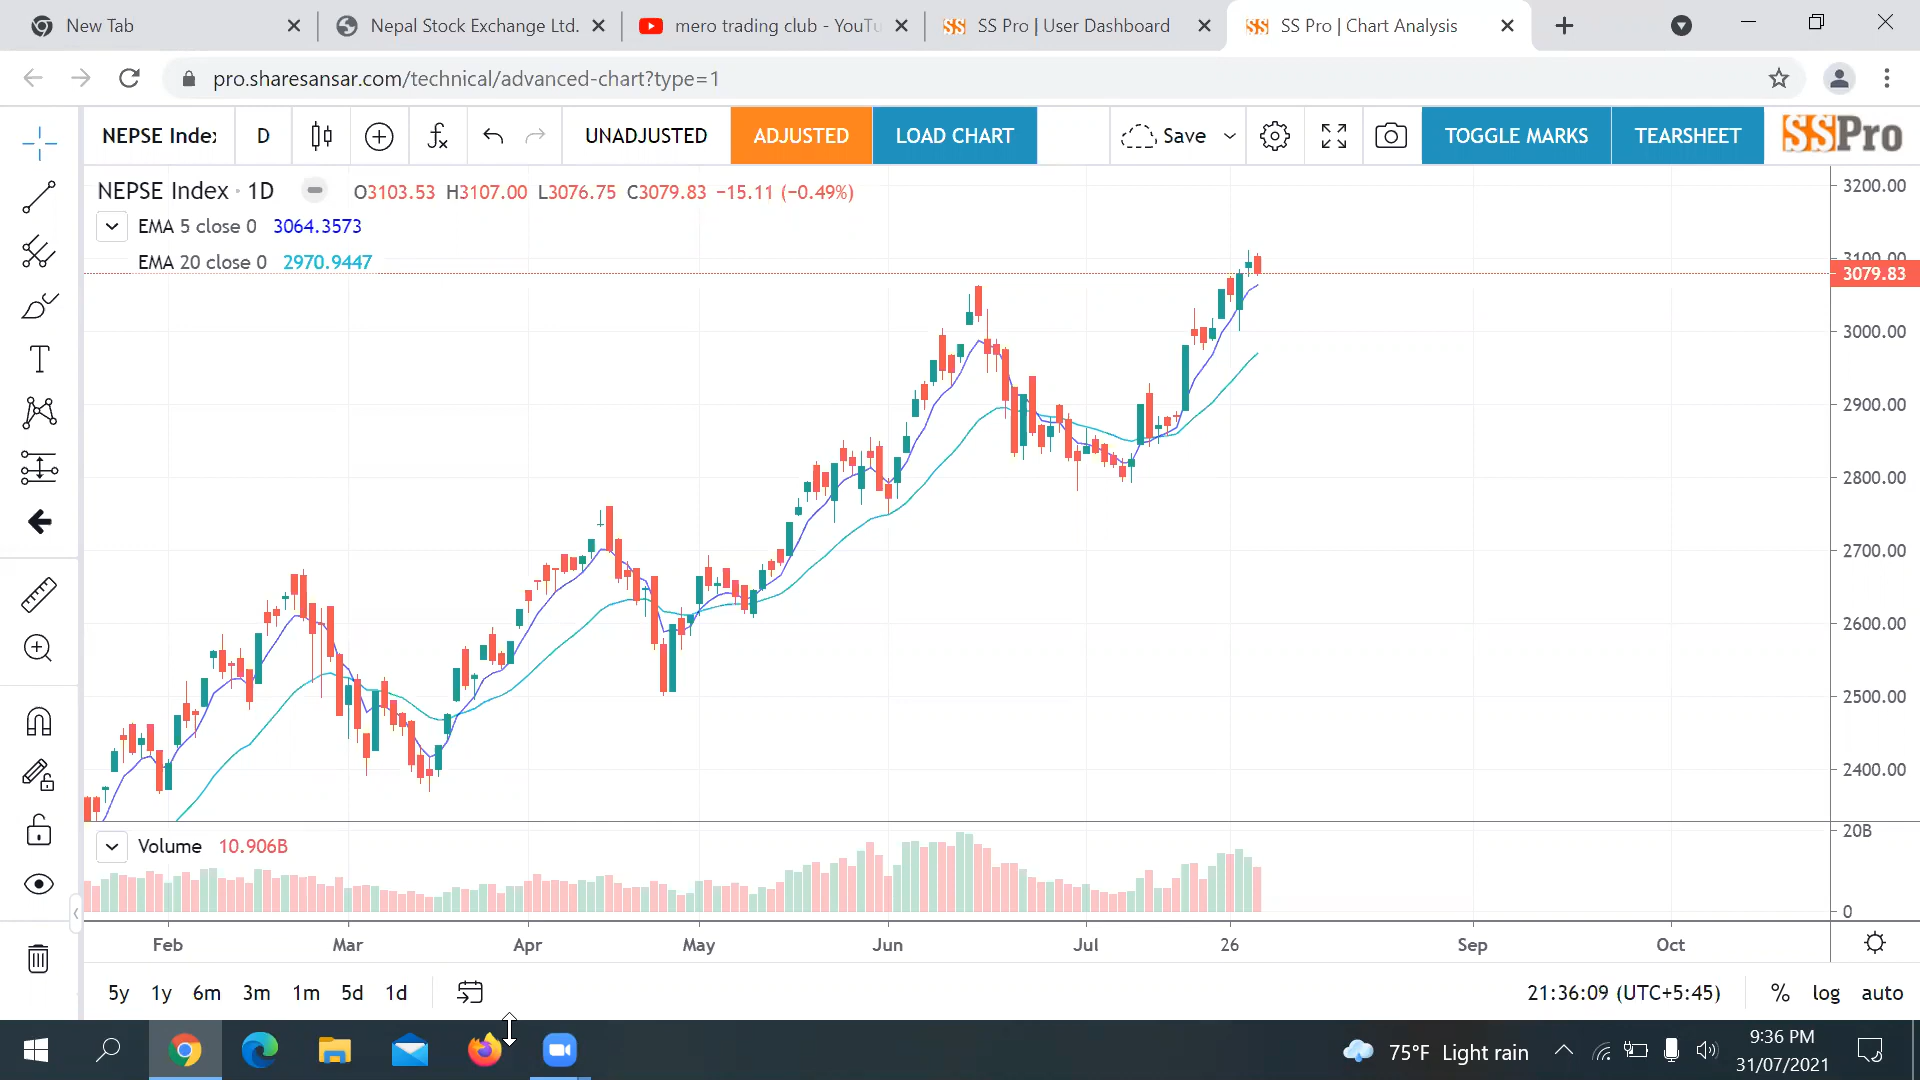 New Tab
Nepal Stock Exchange Ltd.
mero trading club - YouTu
SS Pro | User Dashboard
SS Pro | Chart Analysis
pro.sharesansar.com/technical/advanced-chart?type=1
NEPSE Index
D
UNADJUSTED
ADJUSTED
LOAD CHART
Save
TOGGLE MARKS
TEARSHEET
SSPro
NEPSE Index · 1D
O3103.53 H3107.00 L3076.75 C3079.83 −15.11 (−0.49%)
EMA 5 close 0 3064.3573
EMA 20 close 0 2970.9447
3200.00
3100.00
3079.83
3000.00
2900.00
2800.00
2700.00
2600.00
2500.00
2400.00
Volume 10.906B
20B
0
Feb Mar Apr May Jun Jul 26 Sep Oct
5y 1y 6m 3m 1m 5d 1d
21:36:09 (UTC+5:45)
% log auto
75°F Light rain
9:36 PM
31/07/2021